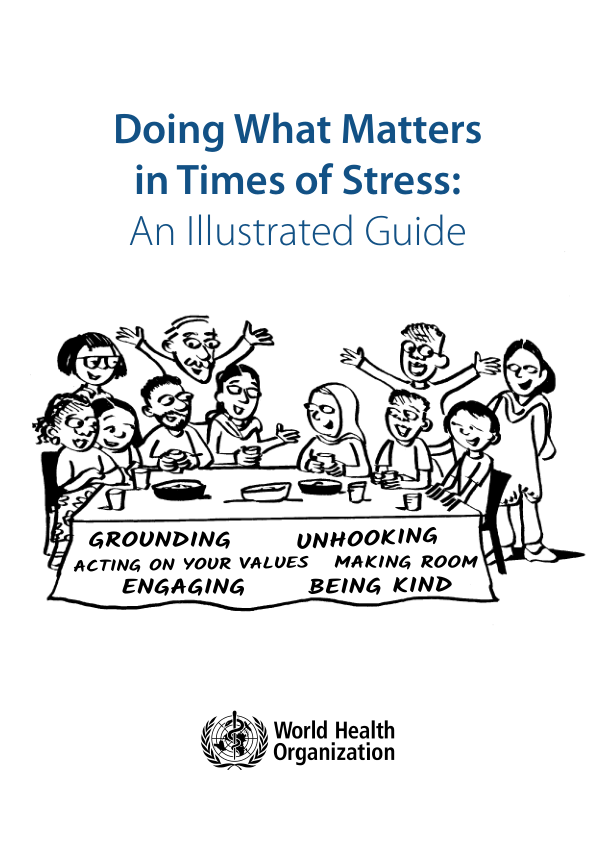 Doing What Matters
in Times of Stress:
An Illustrated Guide
GROUNDING UNHOOKING
ACTING ON YOUR VALUES MAKING ROOM
ENGAGING BEING KIND
World Health
Organization